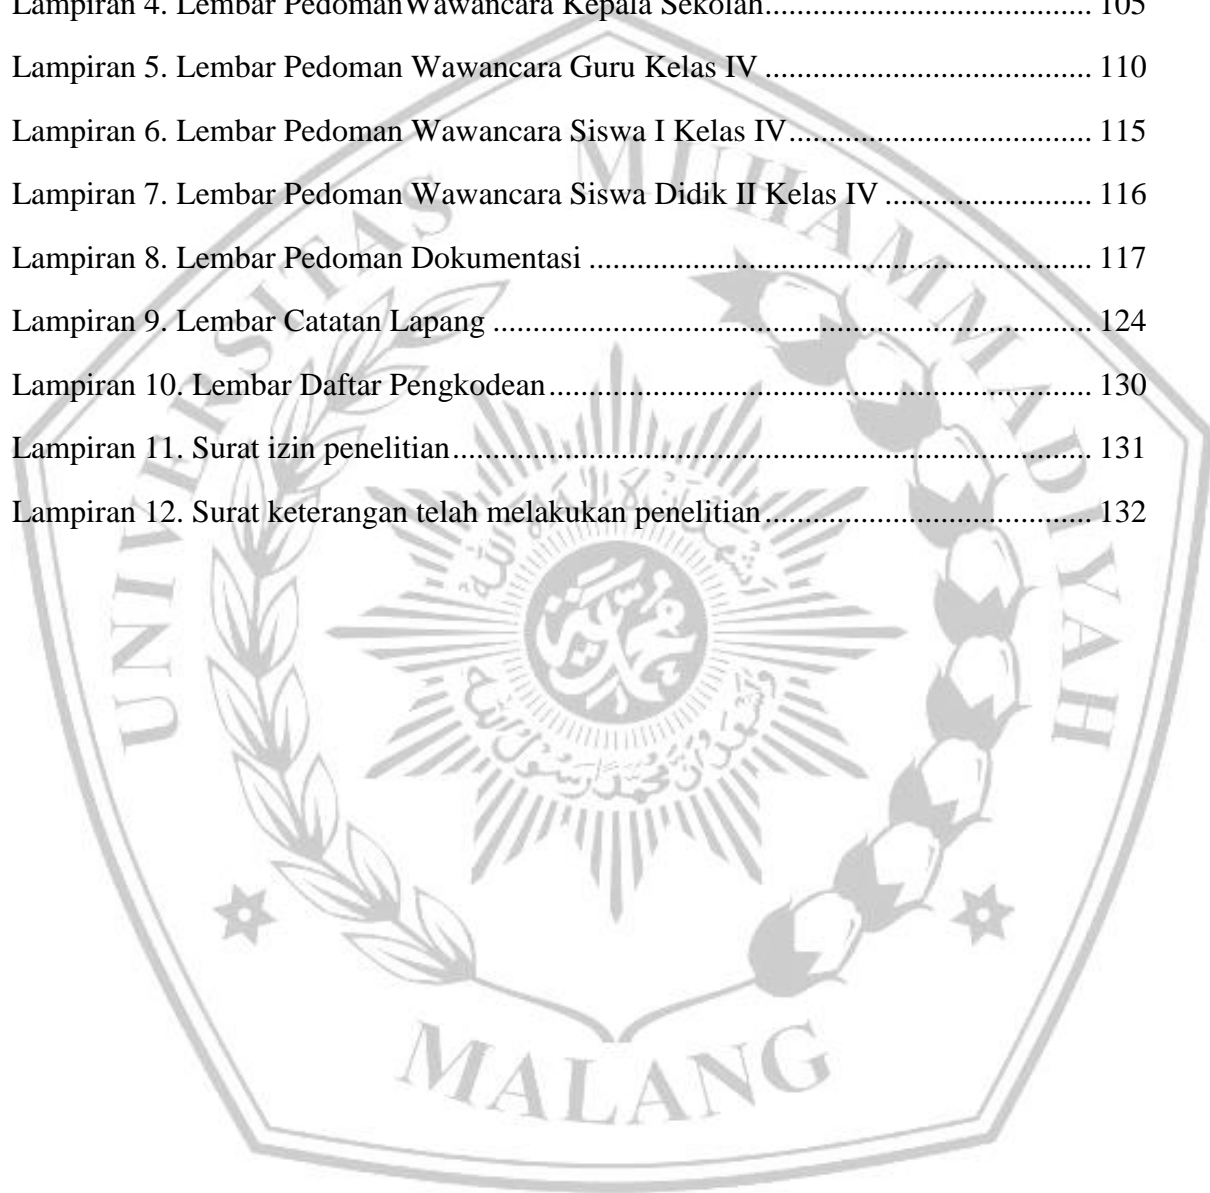 Lampiran 4. Lembar PedomanWawancara Kepala Sekolah........................................ 105
Lampiran 5. Lembar Pedoman Wawancara Guru Kelas IV ........................................ 110
Lampiran 6. Lembar Pedoman Wawancara Siswa I Kelas IV..................................... 115
Lampiran 7. Lembar Pedoman Wawancara Siswa Didik II Kelas IV ......................... 116
Lampiran 8. Lembar Pedoman Dokumentasi ............................................................. 117
Lampiran 9. Lembar Catatan Lapang ......................................................................... 124
Lampiran 10. Lembar Daftar Pengkodean.................................................................. 130
Lampiran 11. Surat izin penelitian.............................................................................. 131
Lampiran 12. Surat keterangan telah melakukan penelitian........................................ 132
UNIVERSITAS MUHAMMADIYAH
MALANG